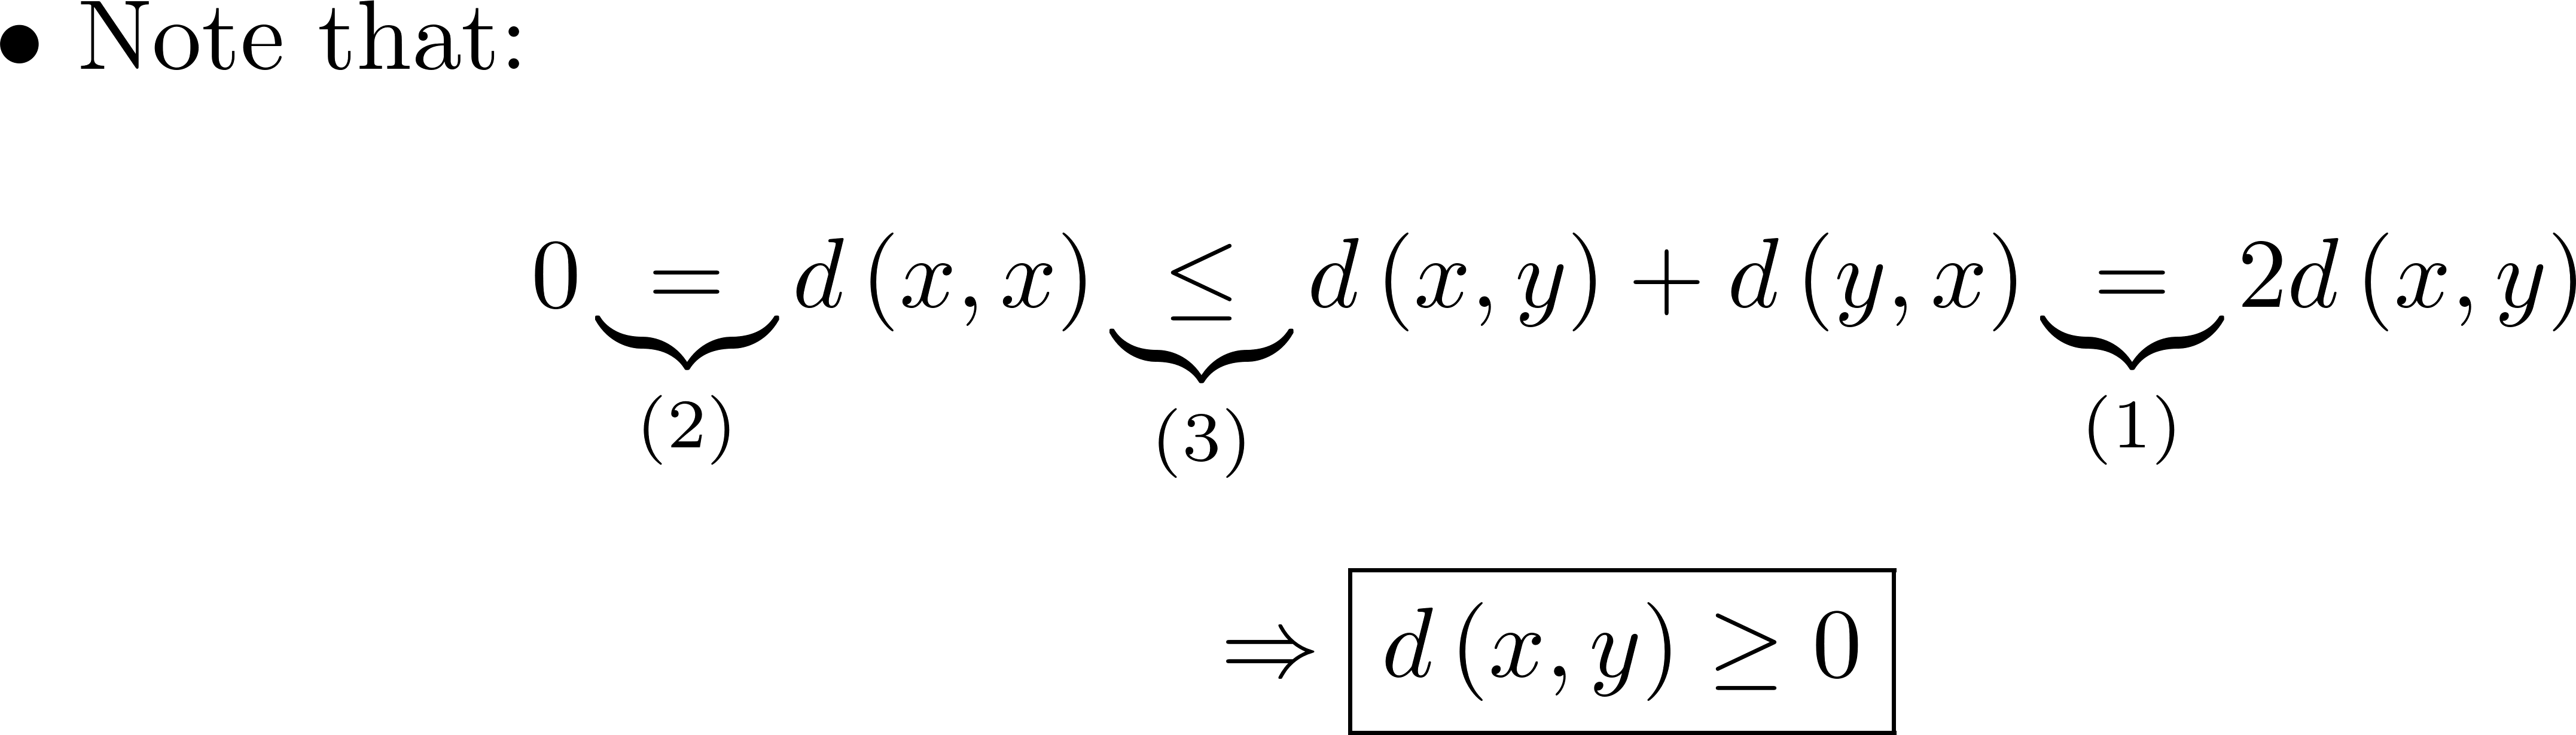 • Note that:
0 = d (x, x) ≤ d (x, y) + d (y, x) = 2d (x, y)
(2) (3) (1)
⇒ d (x, y) ≥ 0